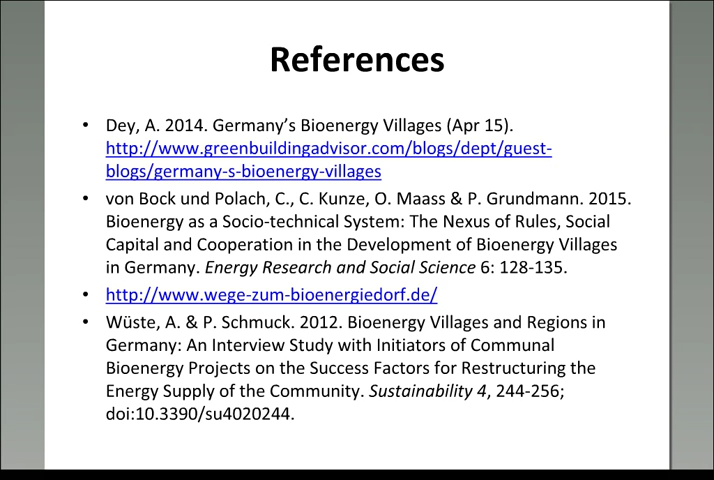 References
• Dey, A. 2014. Germany’s Bioenergy Villages (Apr 15).
http://www.greenbuildingadvisor.com/blogs/dept/guest-
blogs/germany-s-bioenergy-villages
• von Bock und Polach, C., C. Kunze, O. Maass & P. Grundmann. 2015.
Bioenergy as a Socio-technical System: The Nexus of Rules, Social
Capital and Cooperation in the Development of Bioenergy Villages
in Germany. Energy Research and Social Science 6: 128-135.
• http://www.wege-zum-bioenergiedorf.de/
• Wüste, A. & P. Schmuck. 2012. Bioenergy Villages and Regions in
Germany: An Interview Study with Initiators of Communal
Bioenergy Projects on the Success Factors for Restructuring the
Energy Supply of the Community. Sustainability 4, 244-256;
doi:10.3390/su4020244.